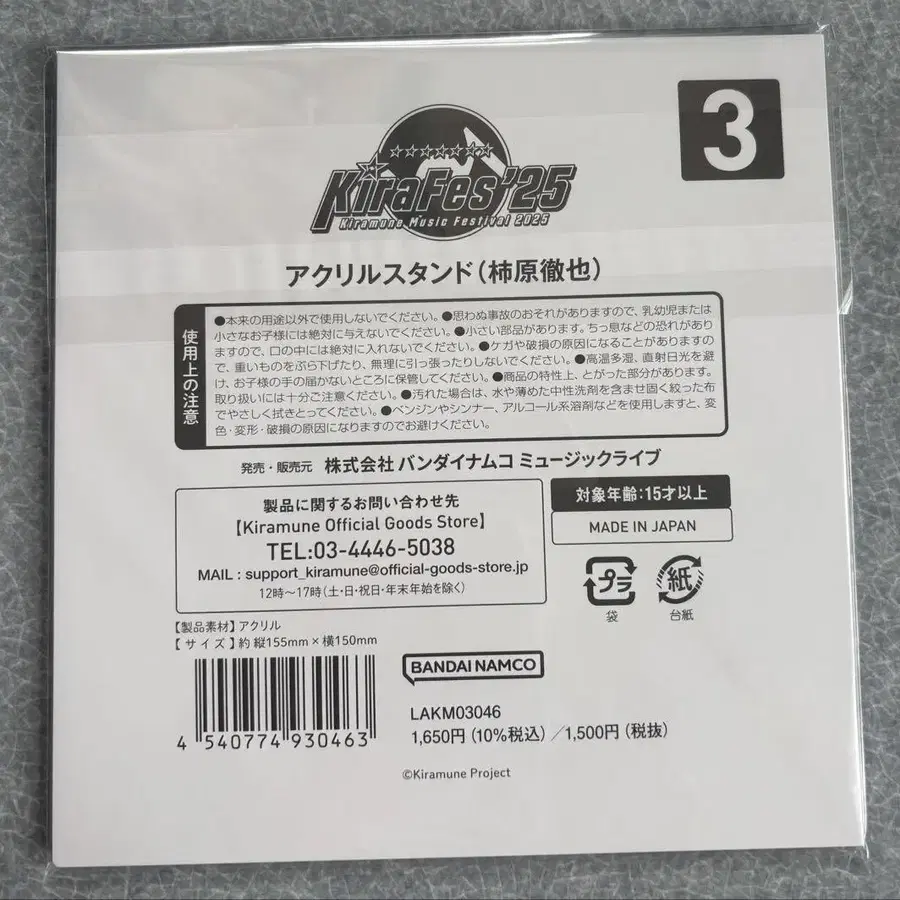 3
KiraFes'25
Kiramune Music Festival 2025
アクリルスタンド(柿原徹也)
使用上の注意
●本来の用途以外で使用しないでください。●思わぬ事故のおそれがありますので、乳幼児または
小さなお子様には絶対に与えないでください。●小さい部品があります。ちっ息などの恐れがあり
ますので、口の中には絶対に入れないでください。●ケガや破損の原因になることがありますの
で、重いものをぶら下げたり、無理に引っ張ったりしないでください。●高温多湿、直射日光を避
け、お子様の手の届かないところに保管してください。●商品の特性上、とがった部分があります。
取り扱いには十分ご注意ください。●汚れた場合は、水や薄めた中性洗剤を含ませ固く絞った布
でやさしく拭きとってください。●ベンジンやシンナー、アルコール系溶剤などを使用しますと、変
色・変形・破損の原因になりますのでお避けください。
発売・販売元 株式会社 バンダイナムコ ミュージックライブ
製品に関するお問い合わせ先
【Kiramune Official Goods Store】
TEL:03-4446-5038
MAIL : support_kiramune@official-goods-store.jp
12時〜17時(土・日・祝日・年末年始を除く)
対象年齢:15才以上
MADE IN JAPAN
プラ
袋
紙
台紙
【製品素材】アクリル
【サイズ】約 縦155mm×横150mm
4 540774 930463
BANDAI NAMCO
LAKM03046
1,650円(10%税込)/1,500円(税抜)
©Kiramune Project